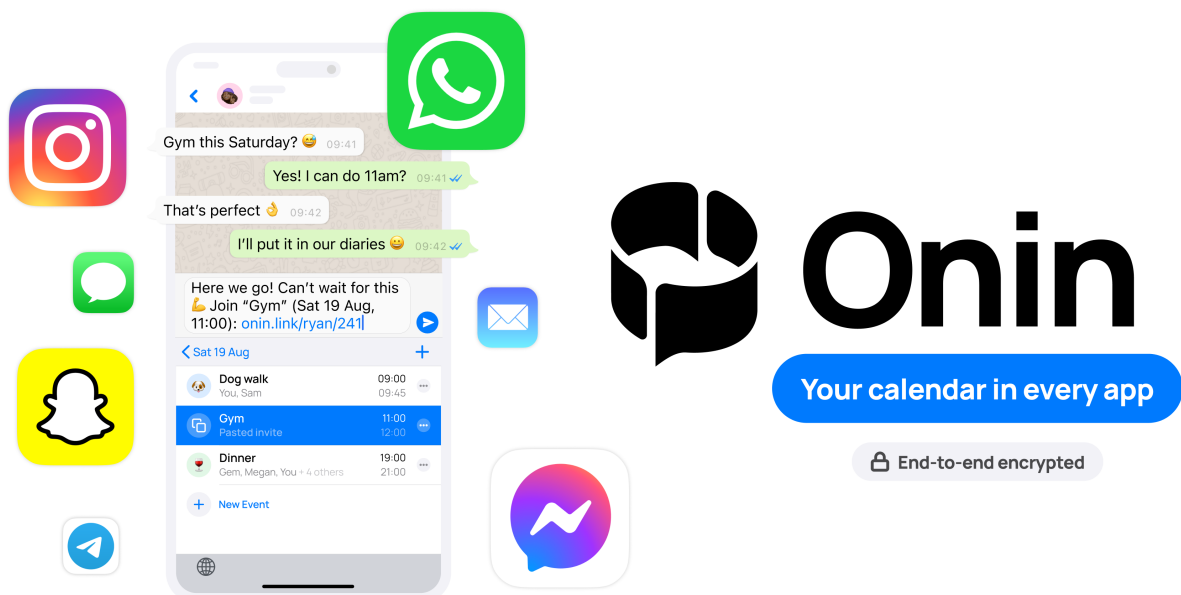 Gym this Saturday? 😅 09:41
Yes! I can do 11am? 09:41
That's perfect 👌 09:42
I'll put it in our diaries 😀 09:42
Here we go! Can't wait for this
💪 Join “Gym” (Sat 19 Aug,
11:00): onin.link/ryan/241
Sat 19 Aug
Dog walk 09:00
You, Sam 09:45
Gym 11:00
Pasted invite 12:00
Dinner 19:00
Gem, Megan, You + 4 others 21:00
New Event
Onin
Your calendar in every app
End-to-end encrypted